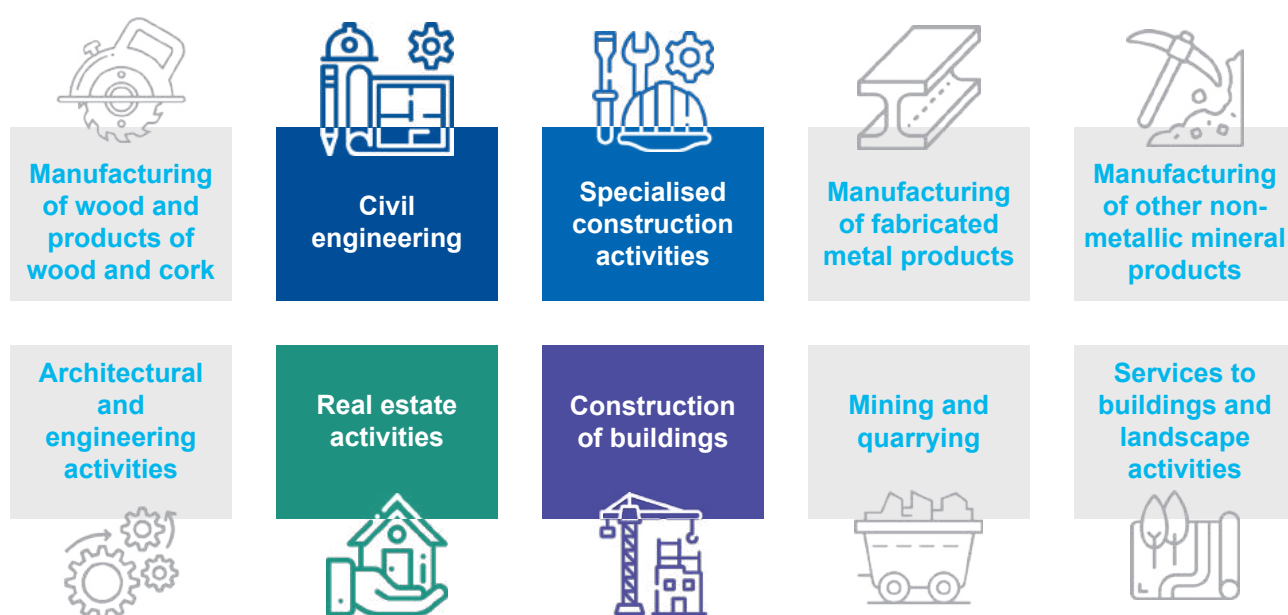 Manufacturing
of wood and
products of
wood and cork
Civil
engineering
Specialised
construction
activities
Manufacturing
of fabricated
metal products
Manufacturing
of other non-
metallic mineral
products
Architectural
and
engineering
activities
Real estate
activities
Construction
of buildings
Mining and
quarrying
Services to
buildings and
landscape
activities